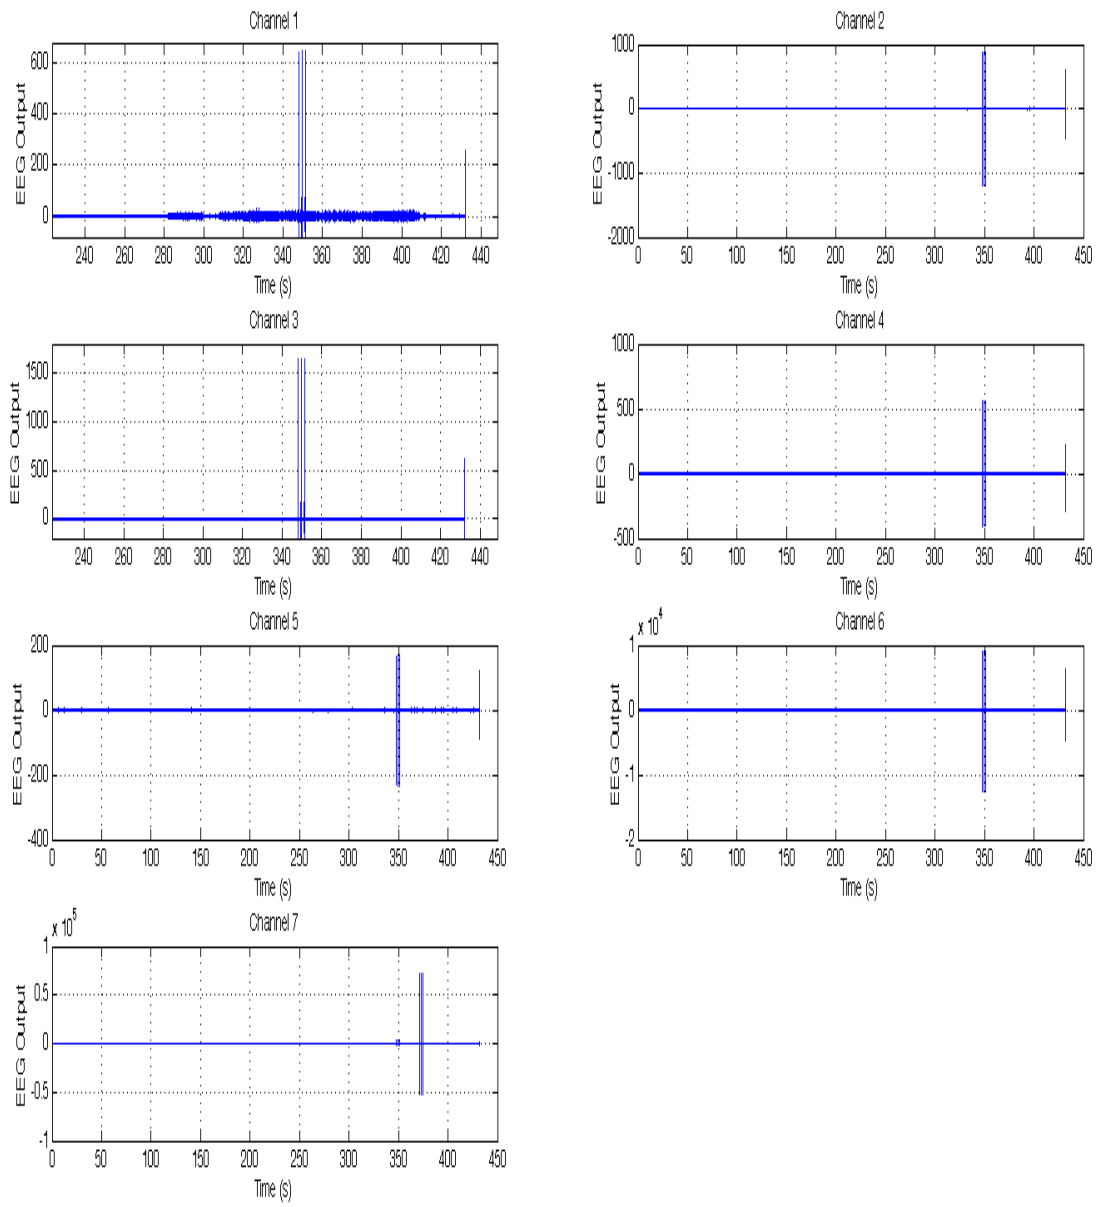 Channel 1
EEG Output
600
400
200
0
240 260 280 300 320 340 360 380 400 420 440
Time (s)
Channel 2
EEG Output
1000
0
-1000
-2000
0 50 100 150 200 250 300 350 400 450
Time (s)
Channel 3
EEG Output
1500
1000
500
0
240 260 280 300 320 340 360 380 400 420 440
Time (s)
Channel 4
EEG Output
1000
500
0
-500
0 50 100 150 200 250 300 350 400 450
Time (s)
Channel 5
EEG Output
200
0
-200
-400
0 50 100 150 200 250 300 350 400 450
Time (s)
Channel 6
x 10^4
EEG Output
1
0
-1
-2
0 50 100 150 200 250 300 350 400 450
Time (s)
Channel 7
x 10^5
EEG Output
1
0.5
0
-0.5
-1
0 50 100 150 200 250 300 350 400 450
Time (s)